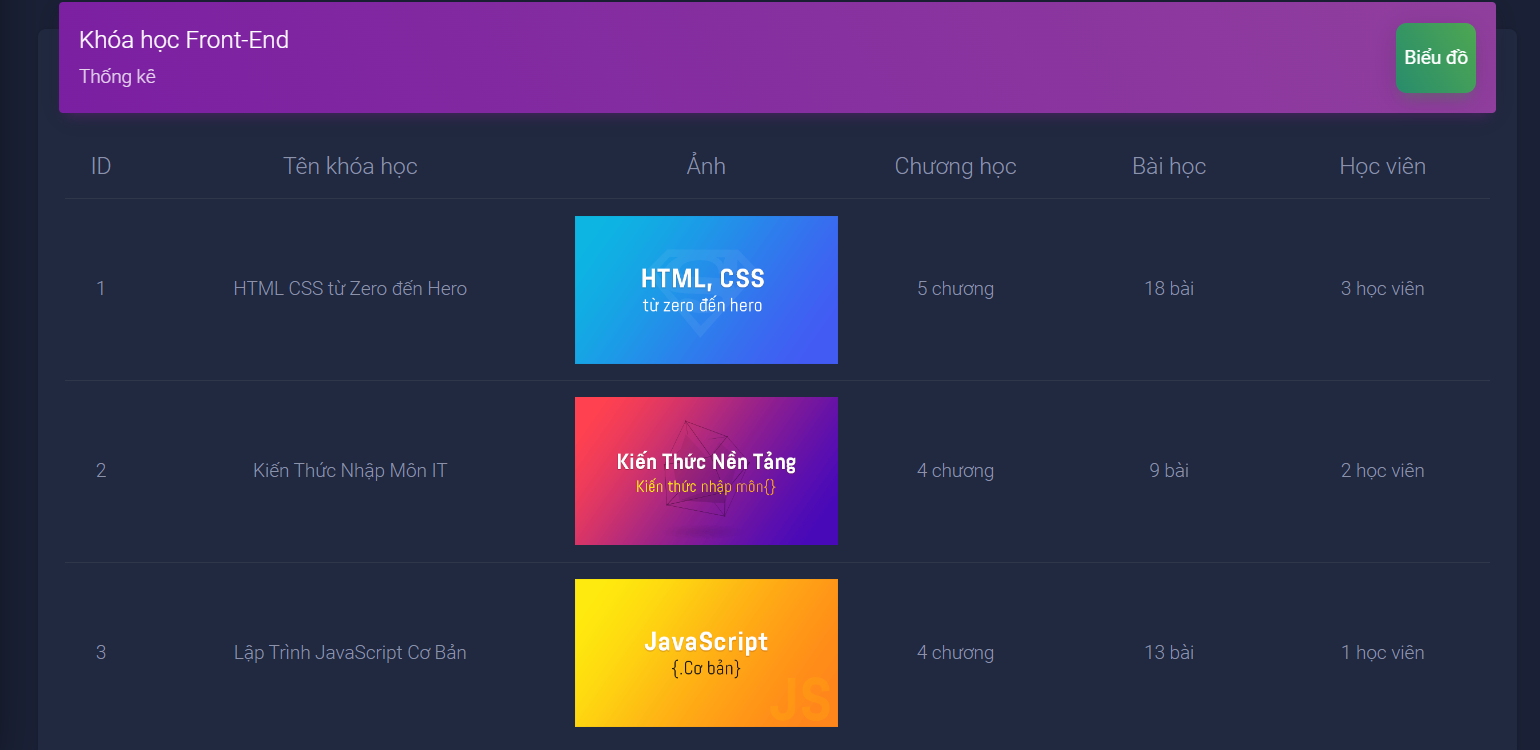 Khóa học Front-End
Thống kê
Biểu đồ
ID Tên khóa học Ảnh Chương học Bài học Học viên
1 HTML CSS từ Zero đến Hero 5 chương 18 bài 3 học viên
HTML, CSS
từ zero đến hero
2 Kiến Thức Nhập Môn IT 4 chương 9 bài 2 học viên
Kiến Thức Nền Tảng
Kiến thức nhập môn{}
3 Lập Trình JavaScript Cơ Bản 4 chương 13 bài 1 học viên
JavaScript
{.Cơ bản}
JS